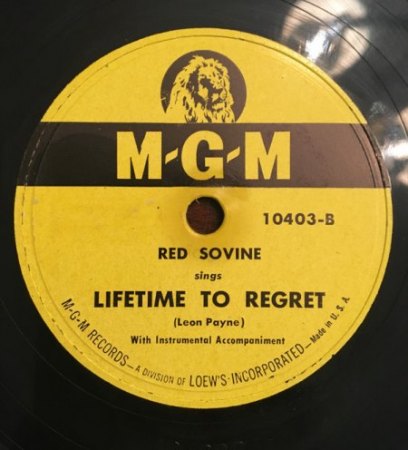 M-G-M
10403-B
RED SOVINE
sings
LIFETIME TO REGRET
(Leon Payne)
With Instrumental Accompaniment
M-G-M RECORDS—A DIVISION OF LOEW'S·INCORPORATED—Made in U. S. A.